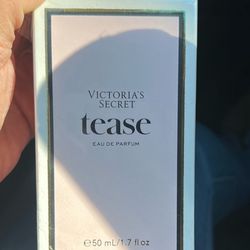 VICTORIA'S
SECRET
tease
EAU DE PARFUM
℮50 mL/1.7 fl oz